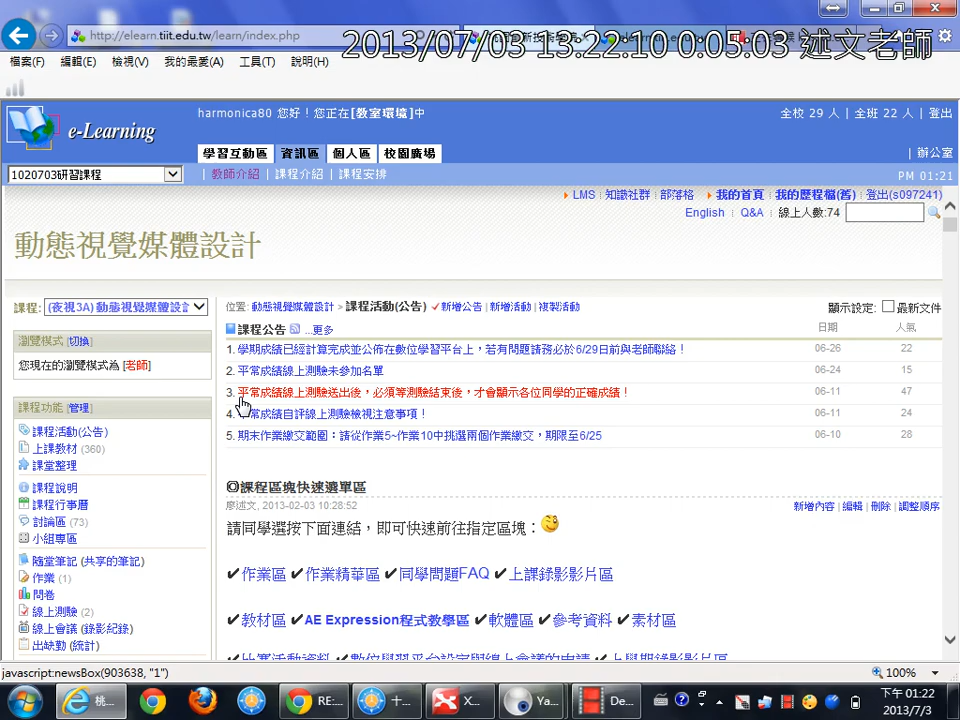 http://elearn.tiit.edu.tw/learn/index.php
2013/07/03 13:22:10 0:05:03 述文老師
檔案(F) 編輯(E) 檢視(V) 我的最愛(A) 工具(T) 說明(H)
e-Learning
harmonica80 您好！您正在[教室環境]中
全校 29 人 | 全班 22 人 | 登出
學習互動區 資訊區 個人區 校園廣場
| 辦公室
1020703研習課程
| 教師介紹 | 課程介紹 | 課程安排
PM 01:21
LMS 知識社群 部落格 我的首頁 我的歷程檔(舊) 登出(s097241)
English Q&A 線上人數:74
動態視覺媒體設計
課程: (夜視3A)動態視覺媒體設計
位置: 動態視覺媒體設計 > 課程活動(公告) ✓新增公告 | 新增活動 | 複製活動
顯示設定: 最新文件
瀏覽模式 [切換]
您現在的瀏覽模式為 [老師]
課程公告 ...更多
日期 人氣
1. 學期成績已經計算完成並公佈在數位學習平台上，若有問題請務必於6/29日前與老師聯絡！ 06-26 22
2. 平常成績線上測驗未參加名單 06-24 15
3. 平常成績線上測驗送出後，必須等測驗結束後，才會顯示各位同學的正確成績！ 06-11 47
4. 平常成績自評線上測驗檢視注意事項！ 06-11 24
5. 期末作業繳交範圍：請從作業5~作業10中挑選兩個作業繳交，期限至6/25 06-10 28
課程功能 [管理]
課程活動(公告)
上課教材 (360)
課堂整理
課程說明
課程行事曆
討論區 (73)
小組專區
隨堂筆記 (共享的筆記)
作業 (1)
問卷
線上測驗 (2)
線上會議 (錄影紀錄)
出缺勤 (統計)
◎課程區塊快速選單區
廖述文, 2013-02-03 10:28:52
新增內容 | 編輯 | 刪除 | 調整順序
請同學選按下面連結，即可快速前往指定區塊：
✔作業區 ✔作業精華區 ✔同學問題FAQ ✔上課錄影影片區
✔教材區 ✔AE Expression程式教學區 ✔軟體區 ✔參考資料 ✔素材區
javascript:newsBox(903638, "1")
100%
桃...
RE:...
十...
X...
Ya...
De...
下午 01:22
2013/7/3